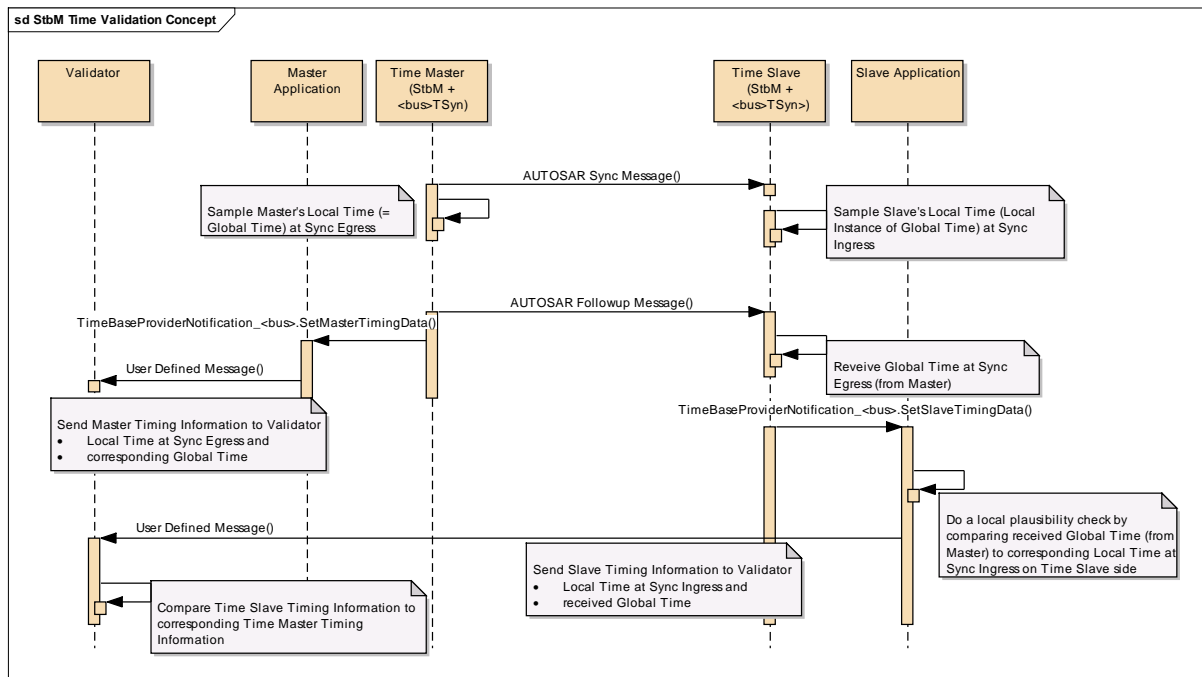 sd StbM Time Validation Concept
Validator
Master
Application
Time Master
(StbM +
<bus>TSyn)
Time Slave
(StbM +
<bus>TSyn>)
Slave Application
AUTOSAR Sync Message()
Sample Master's Local Time (=
Global Time) at Sync Egress
Sample Slave's Local Time (Local
Instance of Global Time) at Sync
Ingress
AUTOSAR Followup Message()
TimeBaseProviderNotification_<bus>.SetMasterTimingData()
User Defined Message()
Reveive Global Time at Sync
Egress (from Master)
Send Master Timing Information to Validator
• Local Time at Sync Egress and
• corresponding Global Time
TimeBaseProviderNotification_<bus>.SetSlaveTimingData()
Do a local plausibility check by
comparing received Global Time (from
Master) to corresponding Local Time at
Sync Ingress on Time Slave side
User Defined Message()
Send Slave Timing Information to Validator
• Local Time at Sync Ingress and
• received Global Time
Compare Time Slave Timing Information to
corresponding Time Master Timing
Information